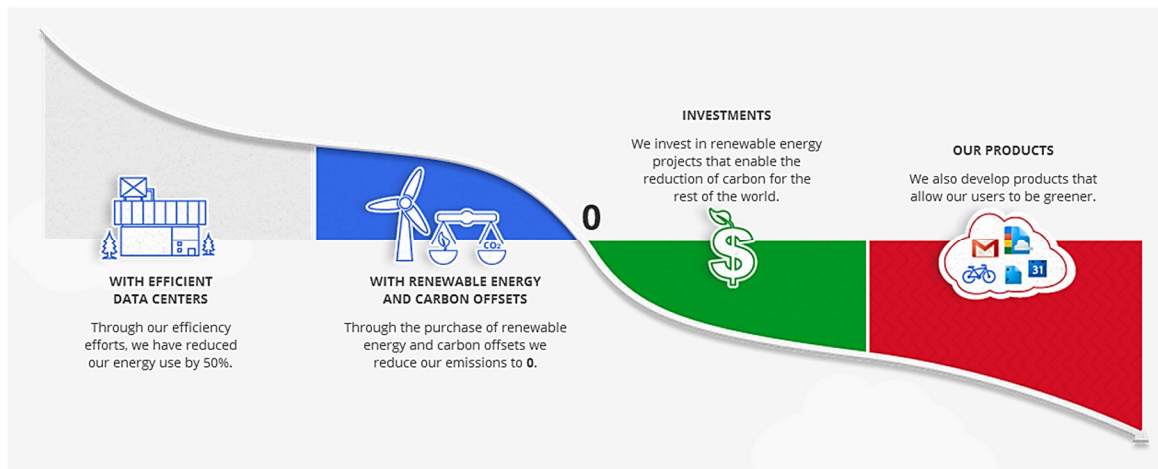 WITH EFFICIENT
DATA CENTERS
Through our efficiency
efforts, we have reduced
our energy use by 50%.
CO₂
WITH RENEWABLE ENERGY
AND CARBON OFFSETS
Through the purchase of renewable
energy and carbon offsets we
reduce our emissions to 0.
0
INVESTMENTS
We invest in renewable energy
projects that enable the
reduction of carbon for the
rest of the world.
$
OUR PRODUCTS
We also develop products that
allow our users to be greener.
31